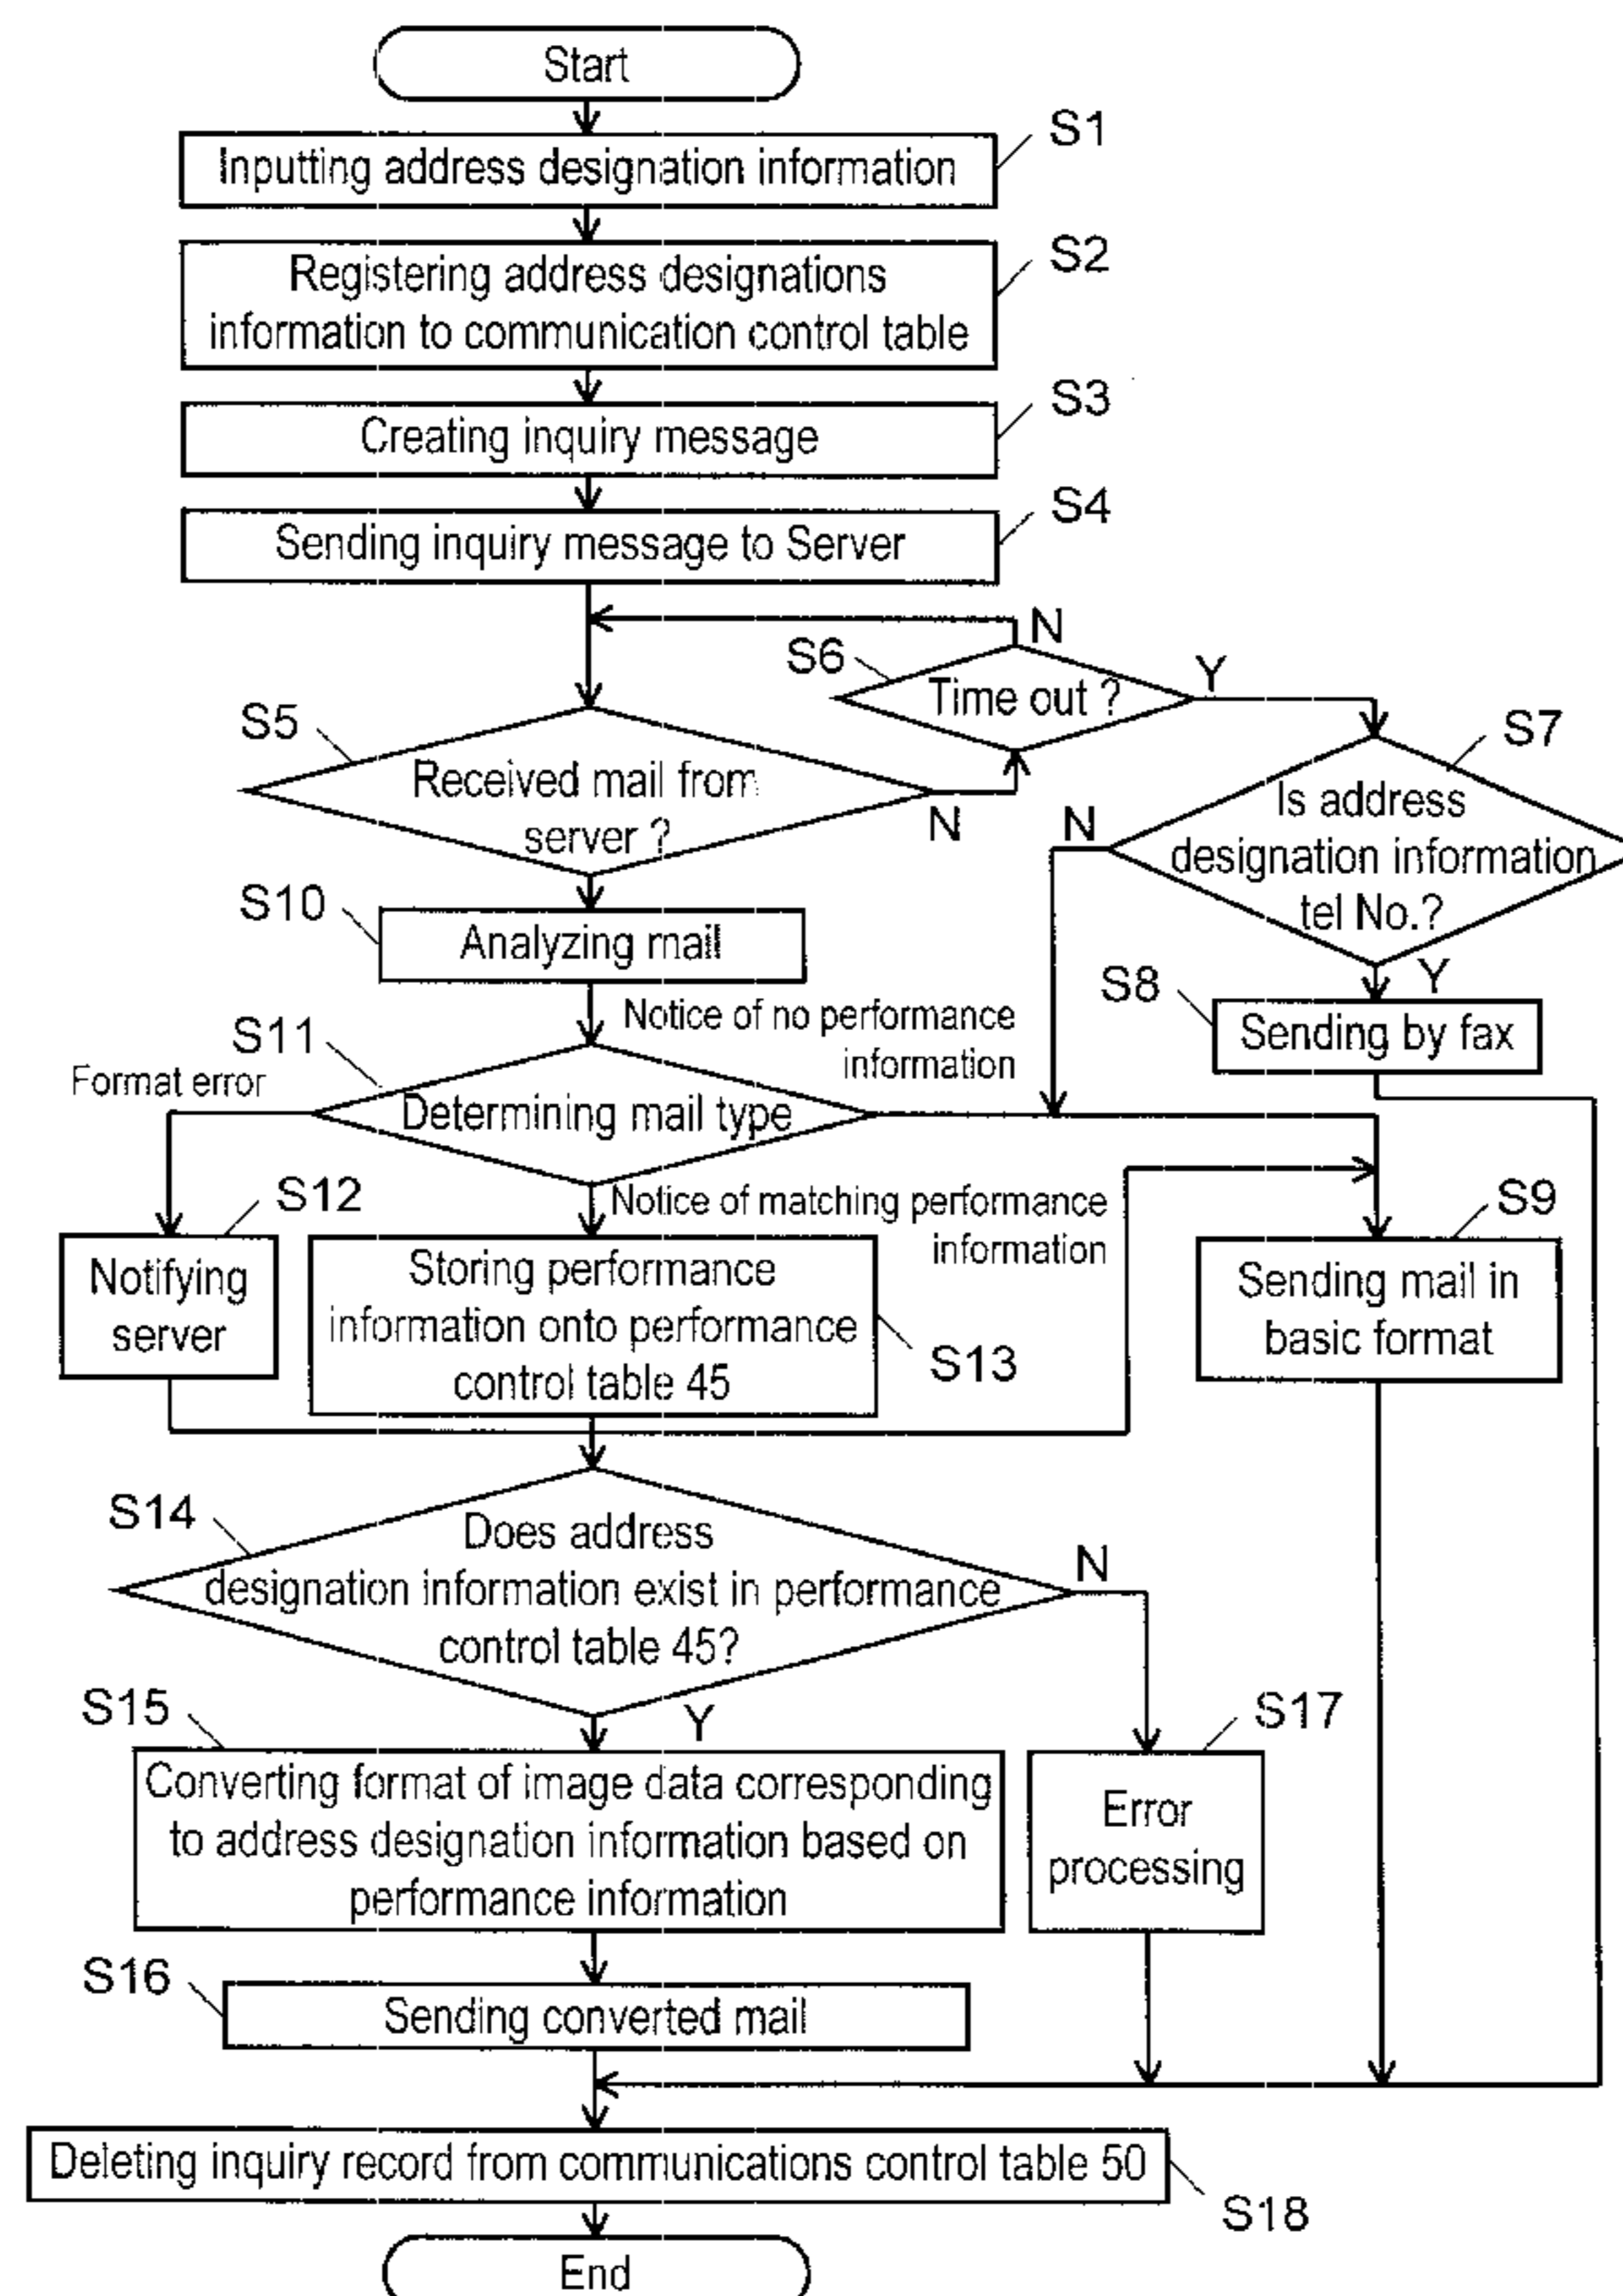 Start
S1
Inputting address designation information
S2
Registering address designations
information to communication control table
S3
Creating inquiry message
S4
Sending inquiry message to Server
N
S6
Time out ?
Y
S5
Received mail from
server ?
N
S7
Is address
designation information
tel No.?
N
Y
S10
Analyzing mail
S8
Sending by fax
Notice of no performance
information
S11
Format error
Determining mail type
Notice of matching performance
information
S12
Notifying
server
Storing performance
information onto performance
control table 45
S13
S9
Sending mail in
basic format
S14
Does address
designation information exist in performance
control table 45?
N
Y
S15
Converting format of image data corresponding
to address designation information based on
performance information
S17
Error
processing
S16
Sending converted mail
Deleting inquiry record from communications control table 50
S18
End